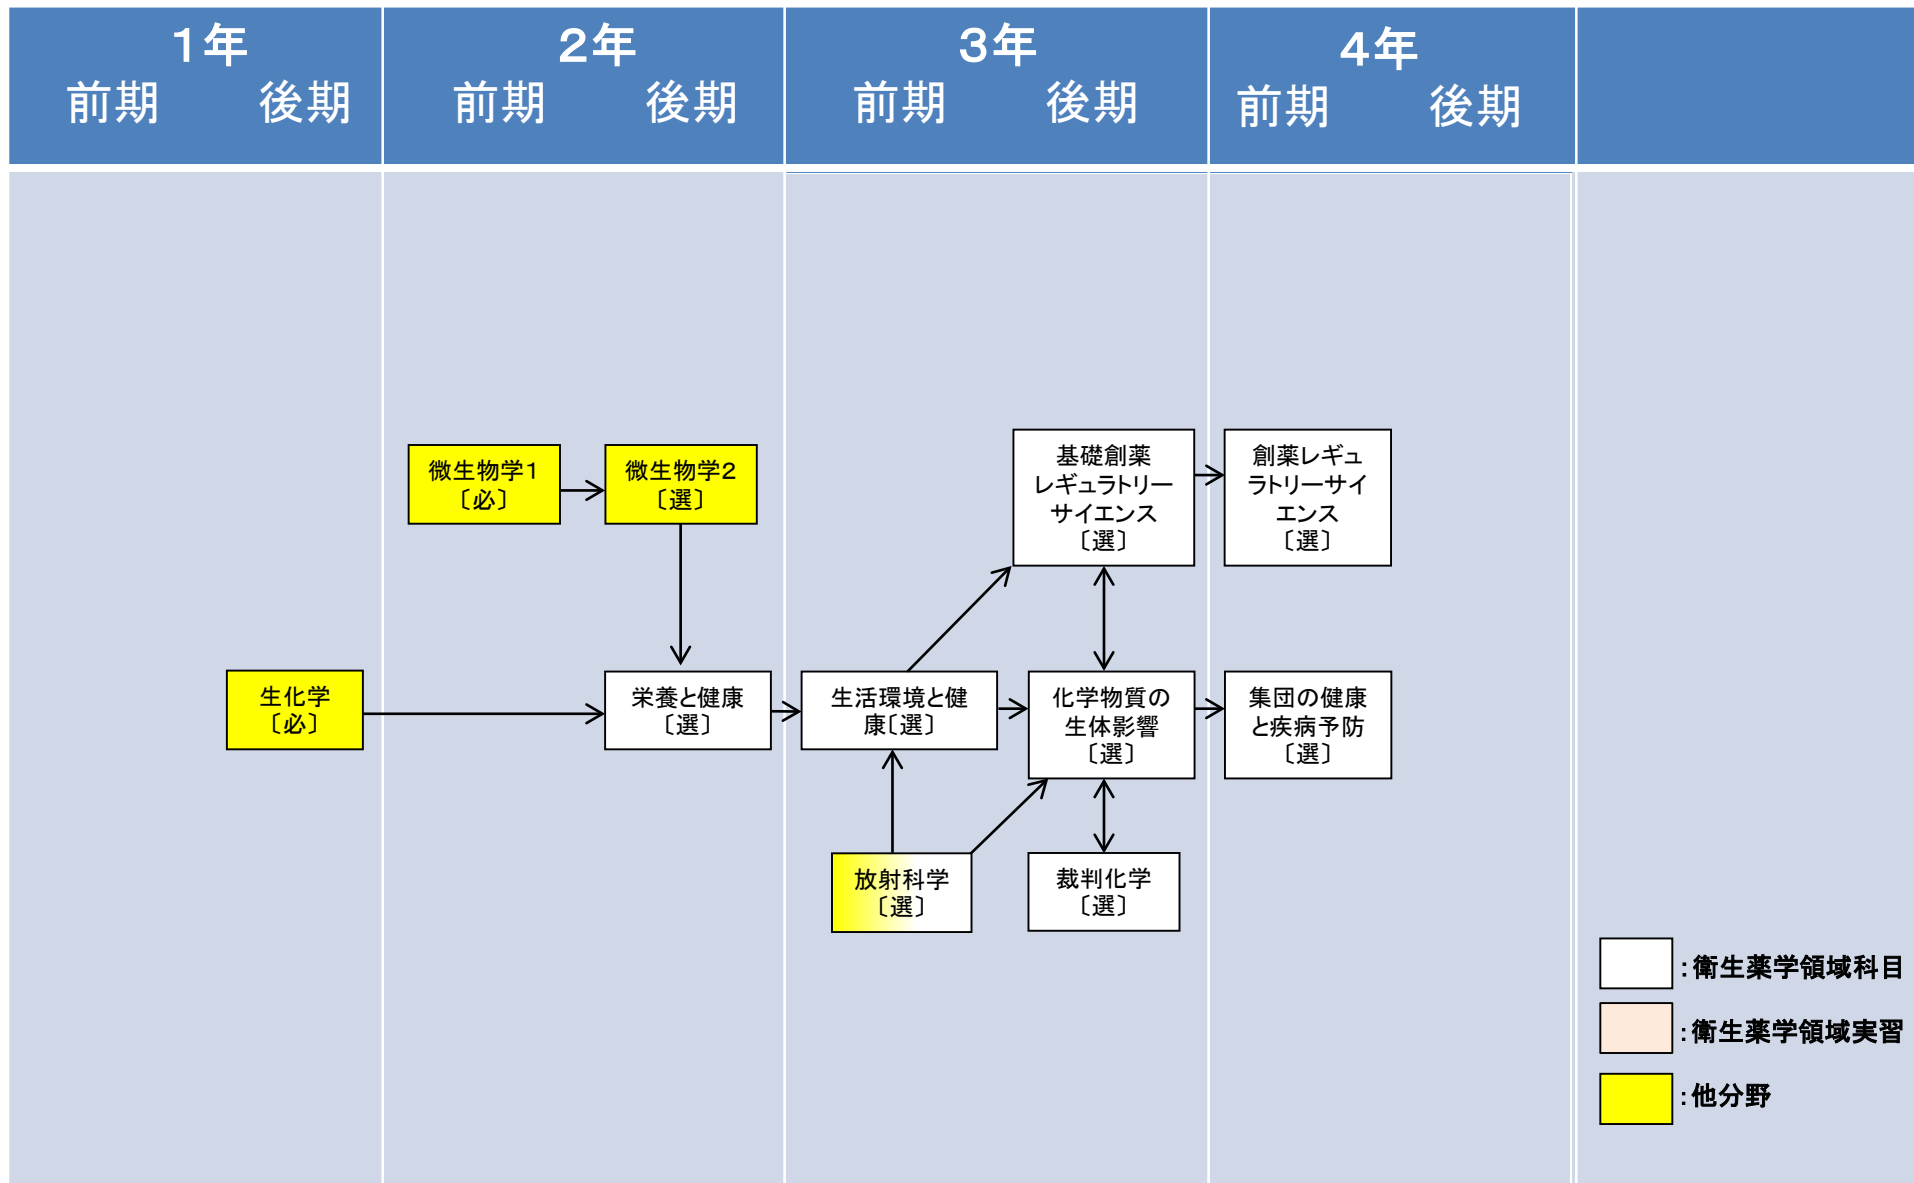 1年
前期 後期
2年
前期 後期
3年
前期 後期
4年
前期 後期
微生物学1
〔必〕
微生物学2
〔選〕
基礎創薬
レギュラトリー
サイエンス
〔選〕
創薬レギュ
ラトリーサイ
エンス
〔選〕
生化学
〔必〕
栄養と健康
〔選〕
生活環境と健
康〔選〕
化学物質の
生体影響
〔選〕
集団の健康
と疾病予防
〔選〕
放射科学
〔選〕
裁判化学
〔選〕
:衛生薬学領域科目
:衛生薬学領域実習
:他分野